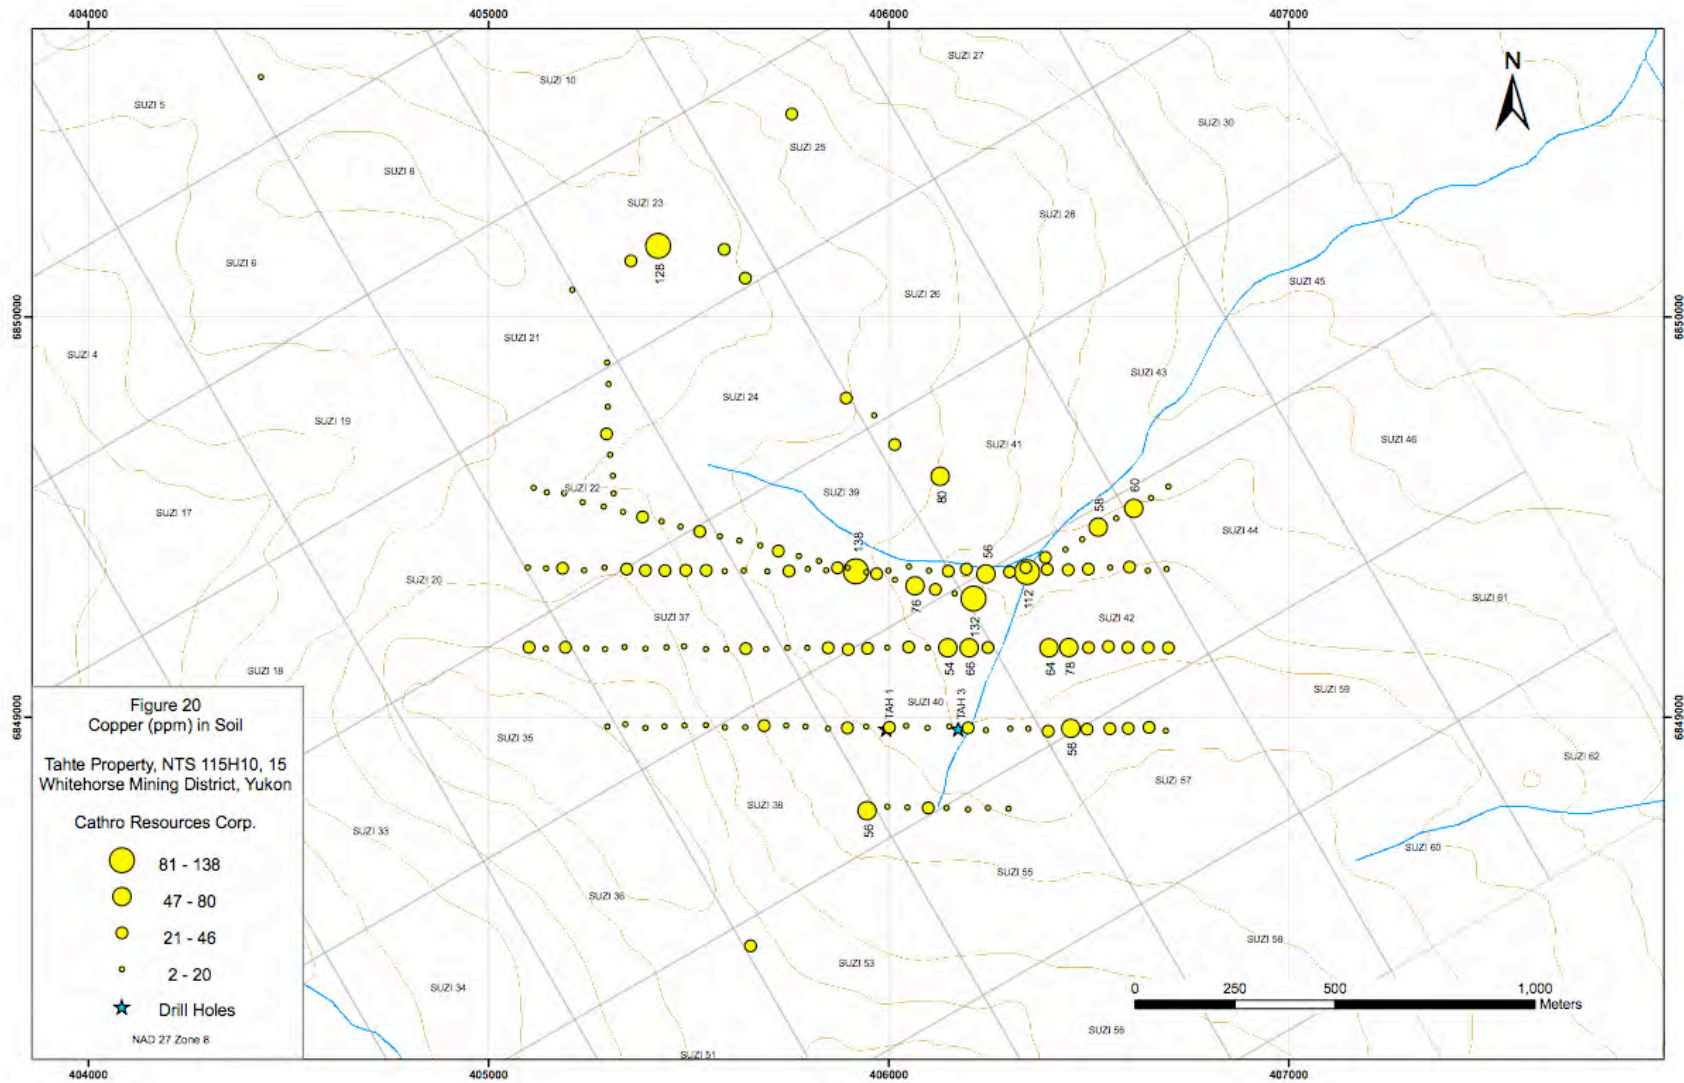 404000
405000
406000
407000
N
SUZI 27
SUZI 10
SUZI 5
SUZI 30
SUZI 25
SUZI 8
SUZI 23
SUZI 28
SUZI 6
128
SUZI 45
SUZI 26
6850000
6850000
SUZI 21
SUZI 4
SUZI 43
SUZI 24
SUZI 19
SUZI 46
SUZI 41
SUZI 22
SUZI 39
80
60
58
SUZI 17
SUZI 44
138
56
SUZI 20
76
112
SUZI 61
132
SUZI 37
SUZI 42
54
66
64
78
SUZI 18
SUZI 59
TAH 1
SUZI 40
TAH 3
6849000
6849000
SUZI 35
56
SUZI 62
SUZI 57
SUZI 38
56
SUZI 33
SUZI 60
SUZI 55
SUZI 36
SUZI 58
SUZI 53
SUZI 34
SUZI 56
SUZI 51
Figure 20
Copper (ppm) in Soil
Tahte Property, NTS 115H10, 15
Whitehorse Mining District, Yukon
Cathro Resources Corp.
81 - 138
47 - 80
21 - 46
2 - 20
Drill Holes
NAD 27 Zone 8
0 250 500 1,000
Meters
404000
405000
406000
407000